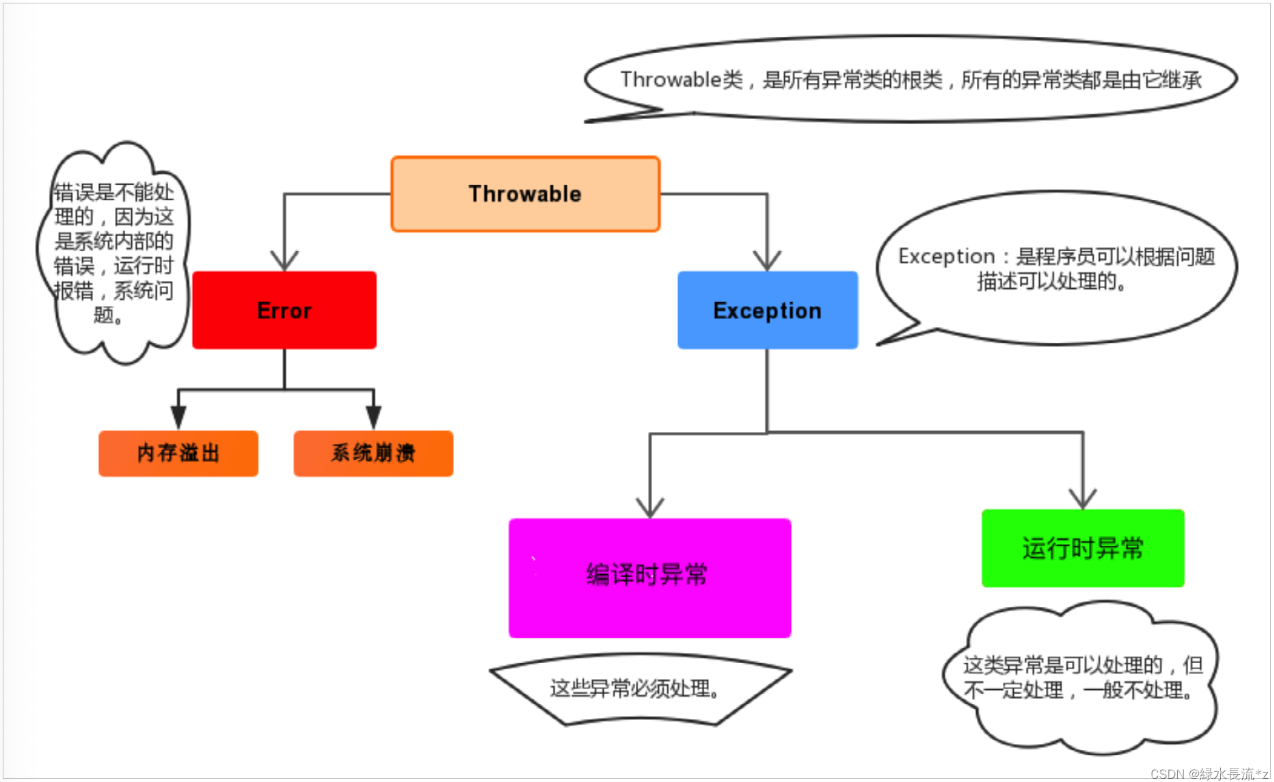 Throwable类，是所有异常类的根类，所有的异常类都是由它继承
Throwable
错误是不能处
理的，因为这
是系统内部的
错误，运行时
报错，系统问
题。
Exception：是程序员可以根据问题
描述可以处理的。
Error
Exception
内存溢出
系统崩溃
编译时异常
运行时异常
这些异常必须处理。
这类异常是可以处理的，但
不一定处理，一般不处理。
CSDN @緑水長流*z